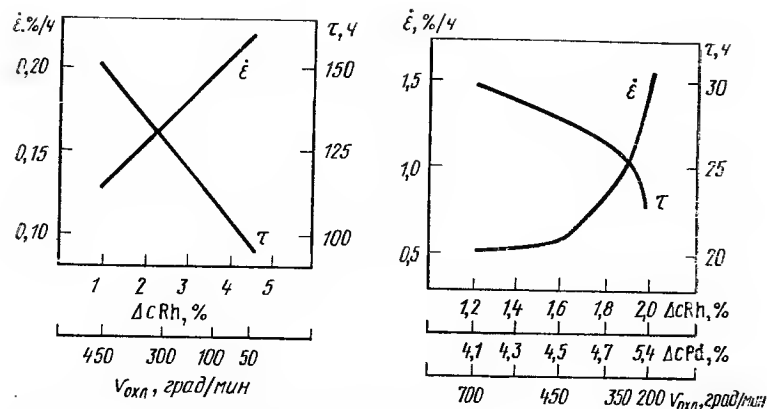 ε̇.%/ч
τ, ч
0,20
150
0,15
125
0,10
100
ε̇
τ
1 2 3 4 5
ΔcRh, %
450 300 100 50
Vохл, град/мин
ε̇, %/ч
τ, ч
1,5
30
1,0
25
0,5
20
ε̇
τ
1,2 1,4 1,6 1,8 2,0 ΔcRh, %
4,1 4,3 4,5 4,7 5,4 ΔcPd, %
700 450 350 200 Vохл, град/мин